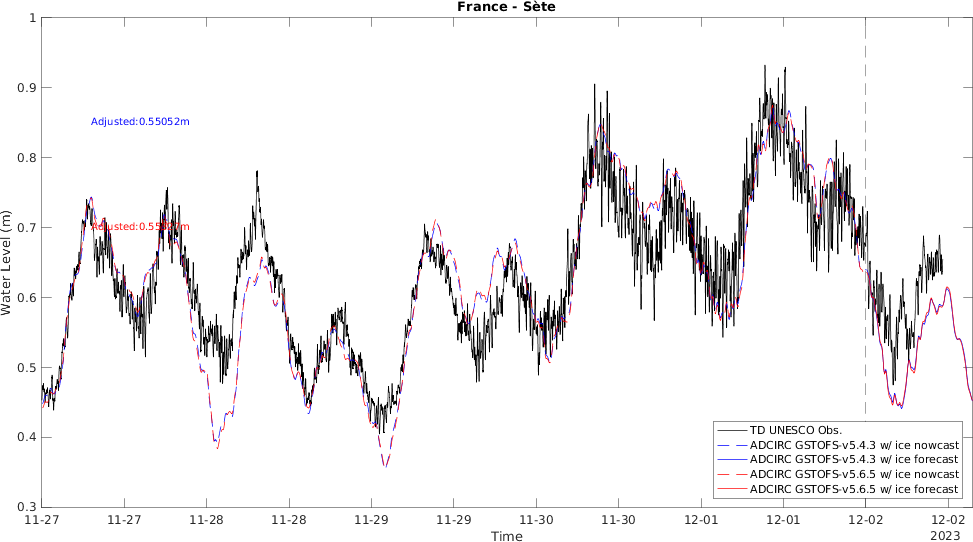 France - Sète
1
0.9
0.8
0.7
0.6
0.5
0.4
0.3
Water Level (m)
Adjusted:0.55052m
TD UNESCO Obs.
ADCIRC GSTOFS-v5.4.3 w/ ice nowcast
ADCIRC GSTOFS-v5.4.3 w/ ice forecast
ADCIRC GSTOFS-v5.6.5 w/ ice nowcast
ADCIRC GSTOFS-v5.6.5 w/ ice forecast
11-27 11-27 11-28 11-28 11-29 11-29 11-30 11-30 12-01 12-01 12-02 12-02
Time
2023